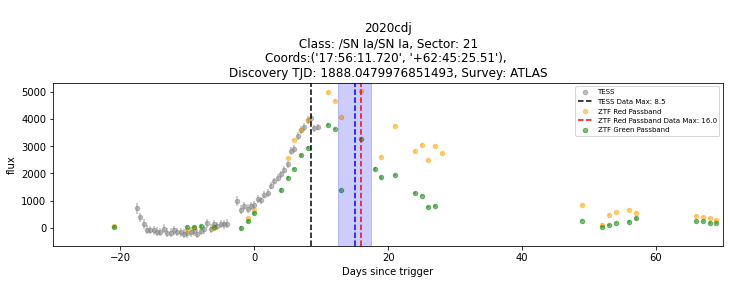 2020cdj
Class: /SN Ia/SN Ia, Sector: 21
Coords:('17:56:11.720', '+62:45:25.51'),
Discovery TJD: 1888.0479976851493, Survey: ATLAS
TESS
TESS Data Max: 8.5
ZTF Red Passband
ZTF Red Passband Data Max: 16.0
ZTF Green Passband
5000
4000
3000
2000
1000
0
flux
−20
0
20
40
60
Days since trigger